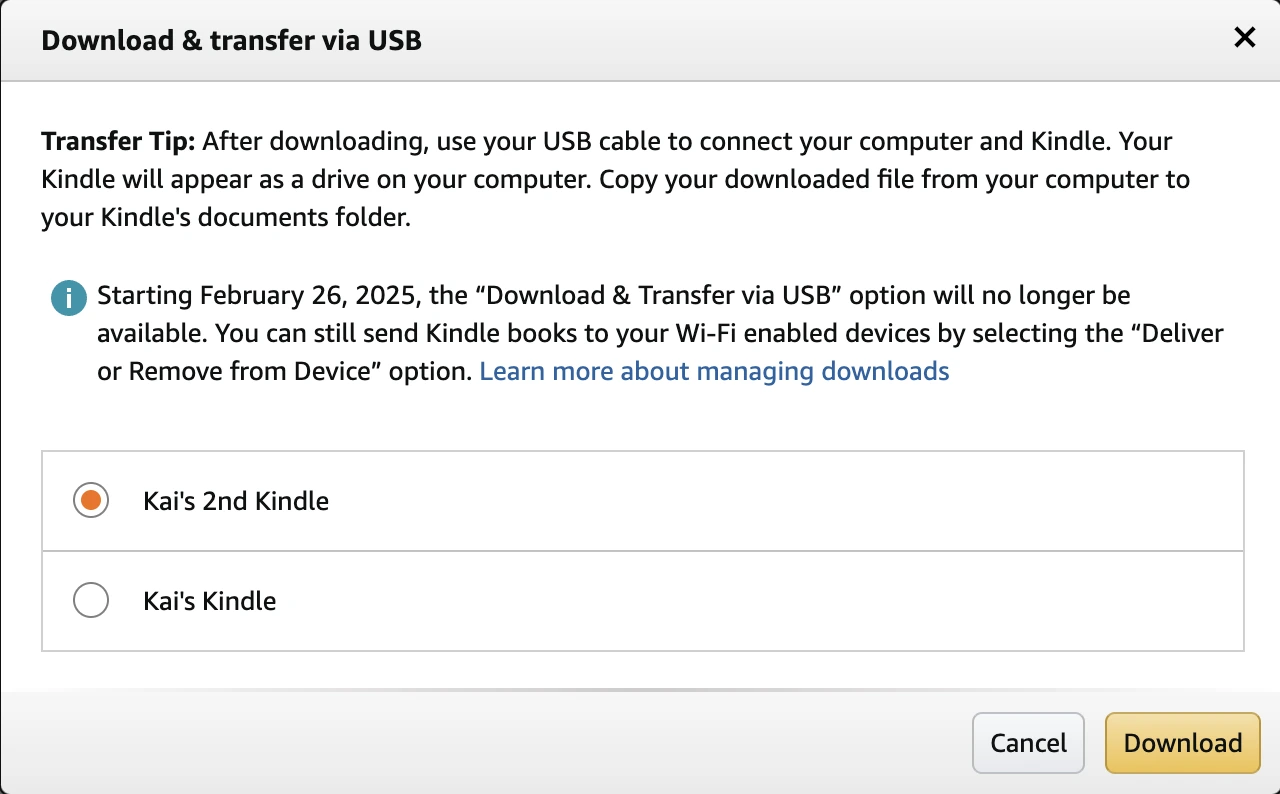 Download & transfer via USB
Transfer Tip: After downloading, use your USB cable to connect your computer and Kindle. Your
Kindle will appear as a drive on your computer. Copy your downloaded file from your computer to
your Kindle's documents folder.
Starting February 26, 2025, the “Download & Transfer via USB” option will no longer be
available. You can still send Kindle books to your Wi-Fi enabled devices by selecting the “Deliver
or Remove from Device” option. Learn more about managing downloads
Kai's 2nd Kindle
Kai's Kindle
Cancel Download